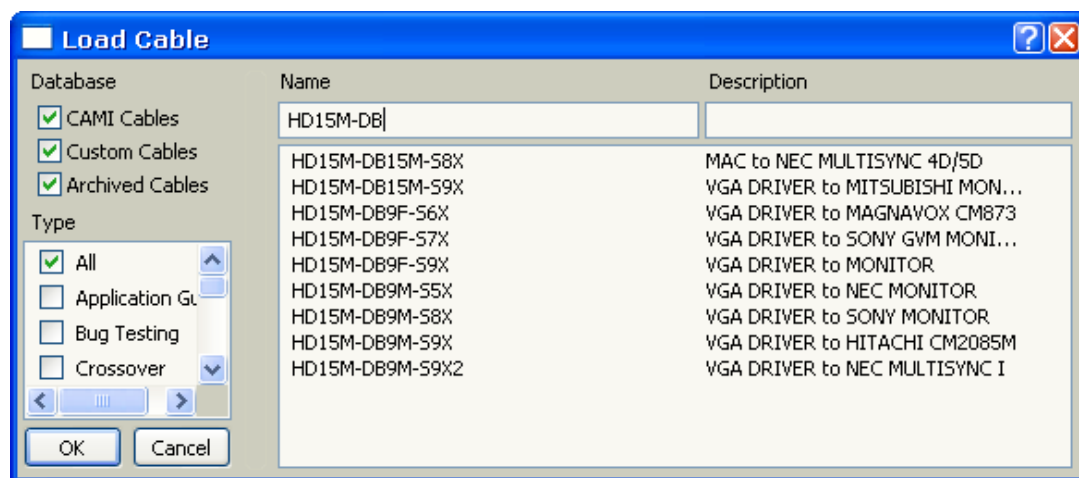 Load Cable
Database
CAMI Cables
Custom Cables
Archived Cables
Type
All
Application Gu
Bug Testing
Crossover
OK Cancel
Name Description
HD15M-DB
HD15M-DB15M-S8X MAC to NEC MULTISYNC 4D/5D
HD15M-DB15M-S9X VGA DRIVER to MITSUBISHI MON...
HD15M-DB9F-S6X VGA DRIVER to MAGNAVOX CM873
HD15M-DB9F-S7X VGA DRIVER to SONY GVM MONI...
HD15M-DB9F-S9X VGA DRIVER to MONITOR
HD15M-DB9M-S5X VGA DRIVER to NEC MONITOR
HD15M-DB9M-S8X VGA DRIVER to SONY MONITOR
HD15M-DB9M-S9X VGA DRIVER to HITACHI CM2085M
HD15M-DB9M-S9X2 VGA DRIVER to NEC MULTISYNC I